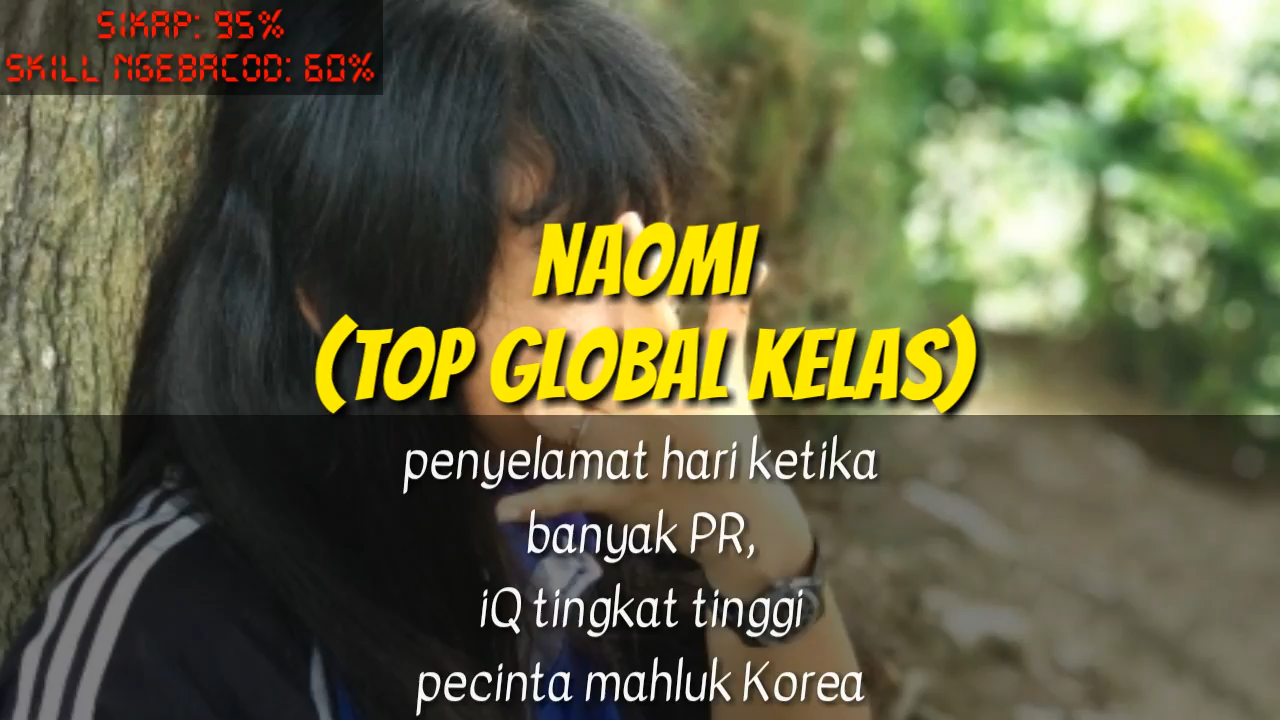 SIKAP: 95%
SKILL NGEBACOD: 60%
NAOMI
(TOP GLOBAL KELAS)
penyelamat hari ketika
banyak PR,
iQ tingkat tinggi
pecinta mahluk Korea